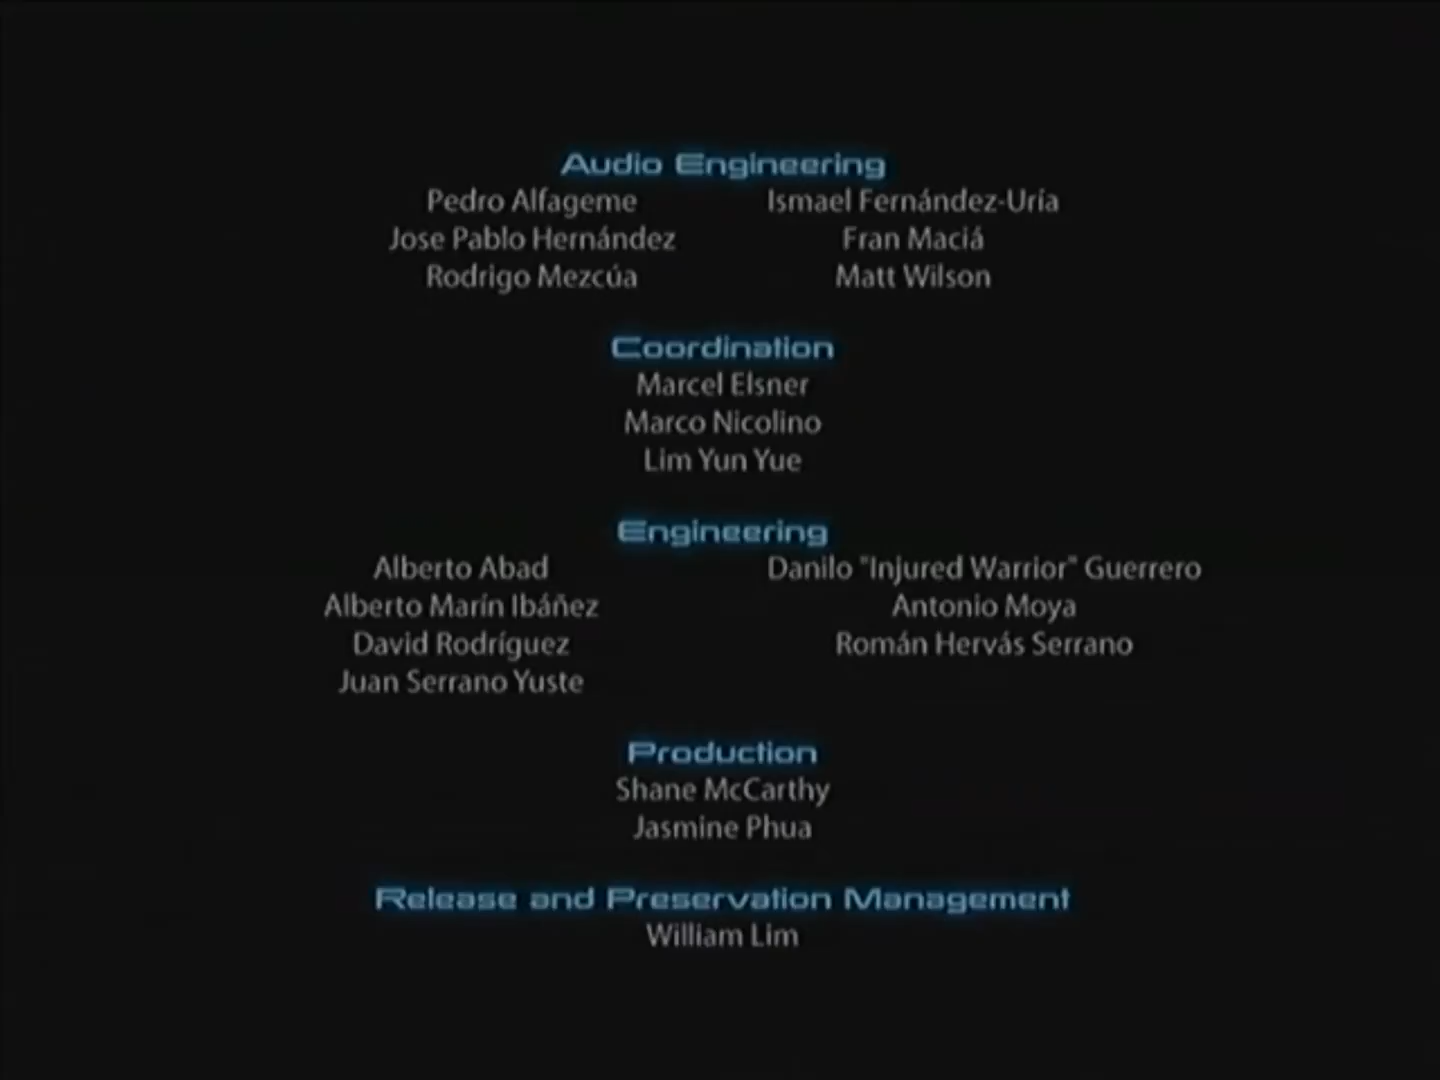 Audio Engineering
Pedro Alfageme Ismael Fernández-Uría
Jose Pablo Hernández Fran Maciá
Rodrigo Mezcúa Matt Wilson
Coordination
Marcel Elsner
Marco Nicolino
Lim Yun Yue
Engineering
Alberto Abad Danilo "Injured Warrior" Guerrero
Alberto Marín Ibáñez Antonio Moya
David Rodríguez Román Hervás Serrano
Juan Serrano Yuste
Production
Shane McCarthy
Jasmine Phua
Release and Preservation Management
William Lim